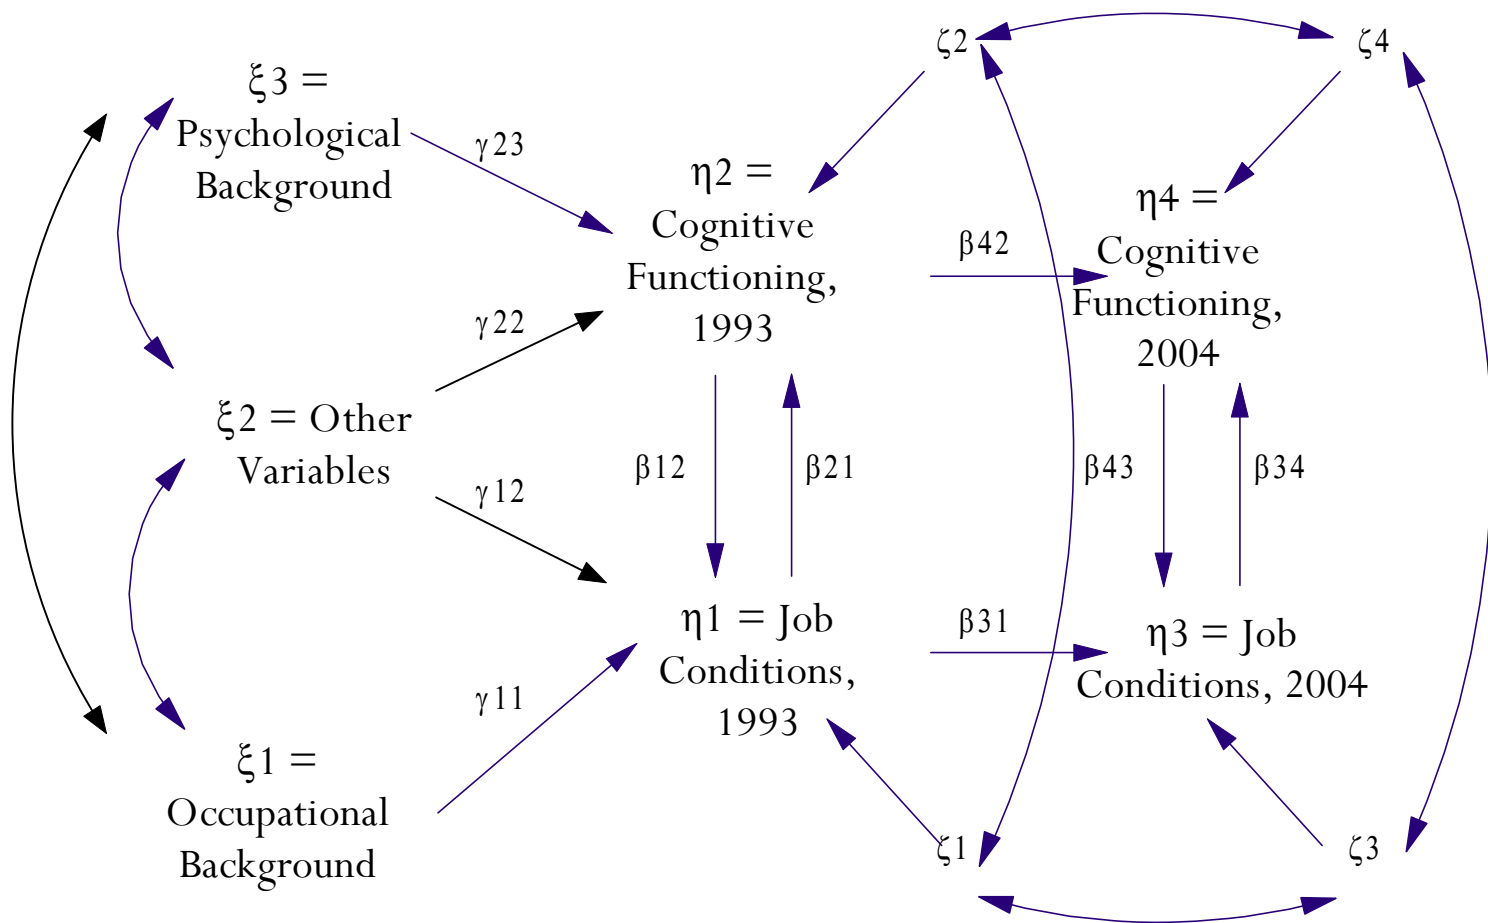 ζ2
ζ4
ξ3 =
Psychological
Background
γ23
η2 =
Cognitive
Functioning,
1993
β42
η4 =
Cognitive
Functioning,
2004
γ22
ξ2 = Other
Variables
γ12
β12
β21
β43
β34
η1 = Job
Conditions,
1993
β31
η3 = Job
Conditions, 2004
γ11
ξ1 =
Occupational
Background
ζ1
ζ3